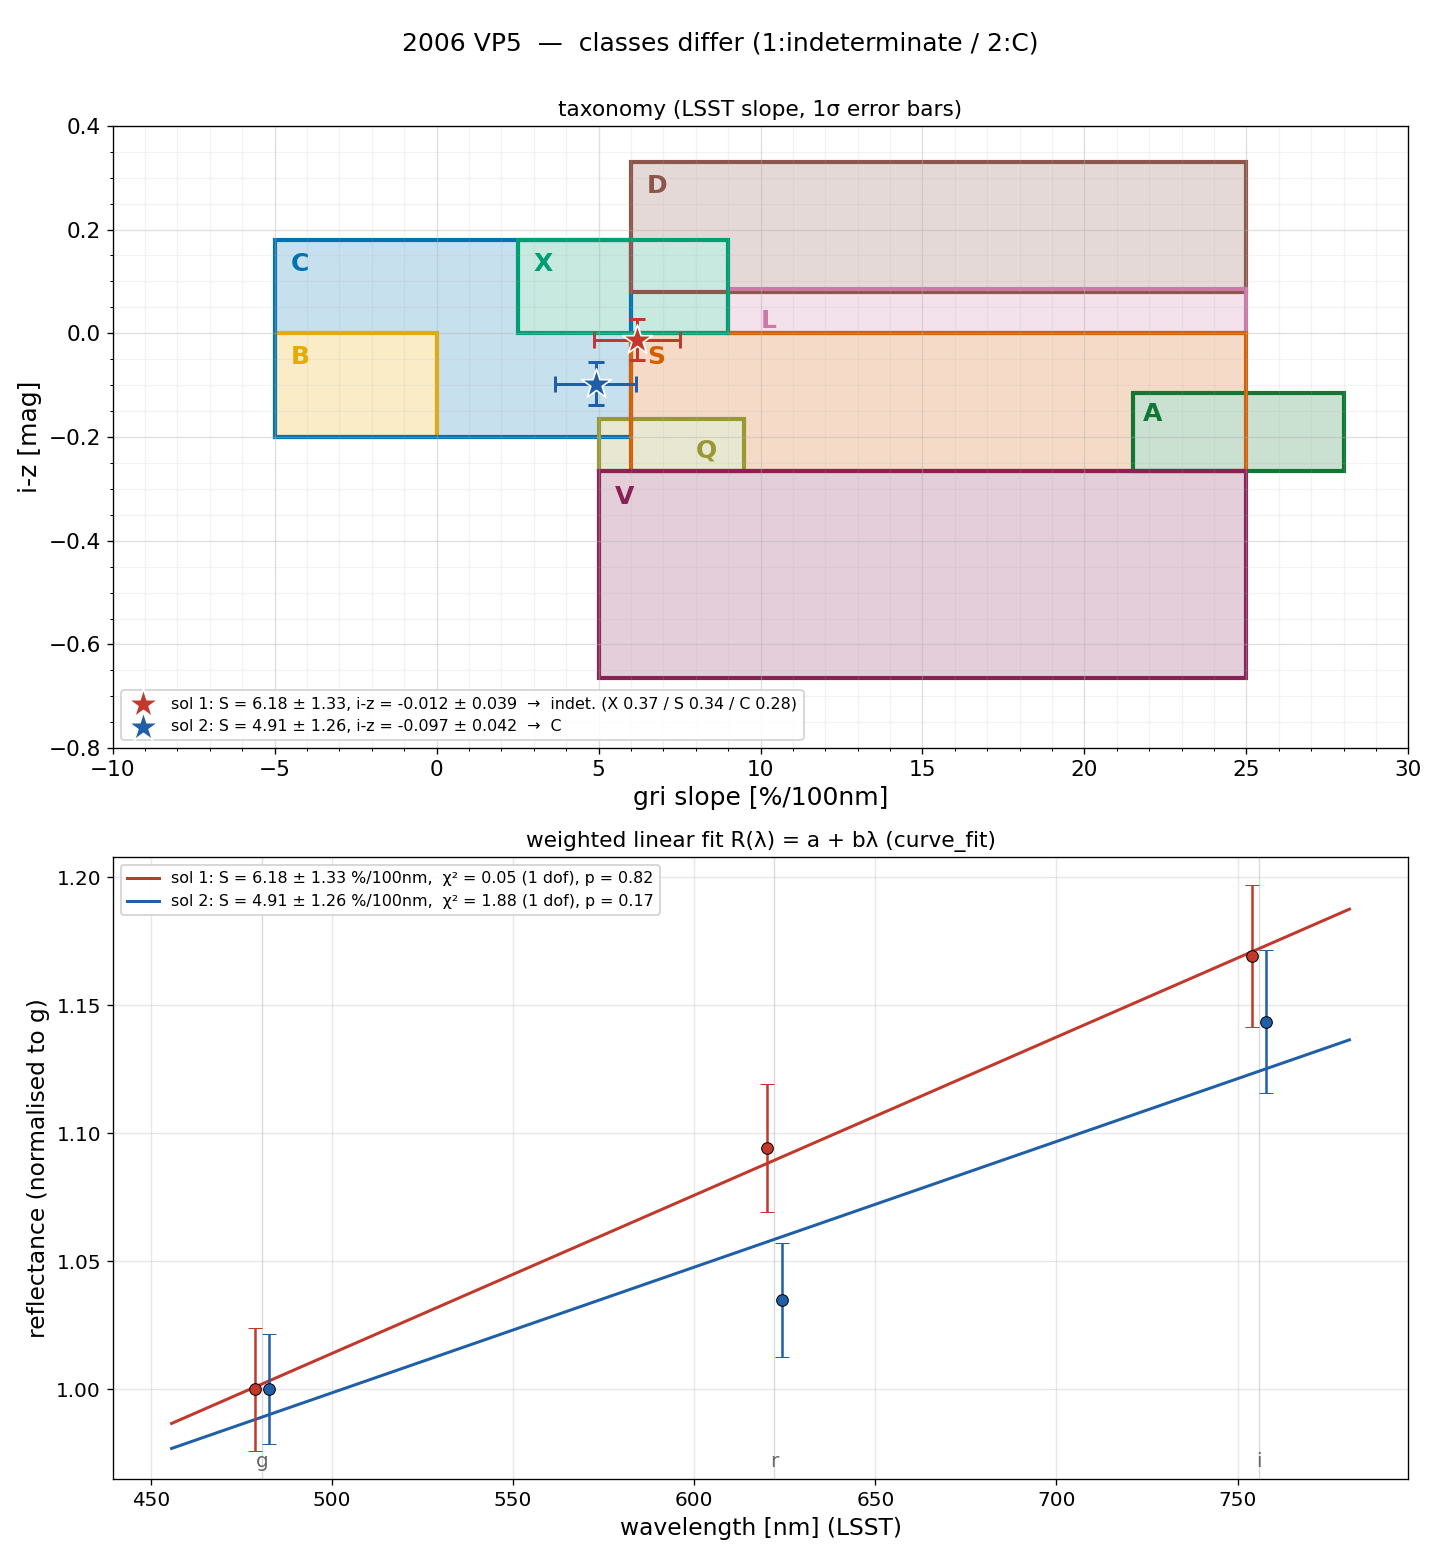 2006 VP5 — classes differ (1:indeterminate / 2:C)
taxonomy (LSST slope, 1σ error bars)
0.4
0.2
0.0
−0.2
−0.4
−0.6
−0.8
i-z [mag]
D
C
X
L
B
S
A
Q
V
sol 1: S = 6.18 ± 1.33, i-z = -0.012 ± 0.039 → indet. (X 0.37 / S 0.34 / C 0.28)
sol 2: S = 4.91 ± 1.26, i-z = -0.097 ± 0.042 → C
−10 −5 0 5 10 15 20 25 30
gri slope [%/100nm]
weighted linear fit R(λ) = a + bλ (curve_fit)
sol 1: S = 6.18 ± 1.33 %/100nm, χ² = 0.05 (1 dof), p = 0.82
sol 2: S = 4.91 ± 1.26 %/100nm, χ² = 1.88 (1 dof), p = 0.17
1.20
1.15
1.10
1.05
1.00
reflectance (normalised to g)
g r i
450 500 550 600 650 700 750
wavelength [nm] (LSST)